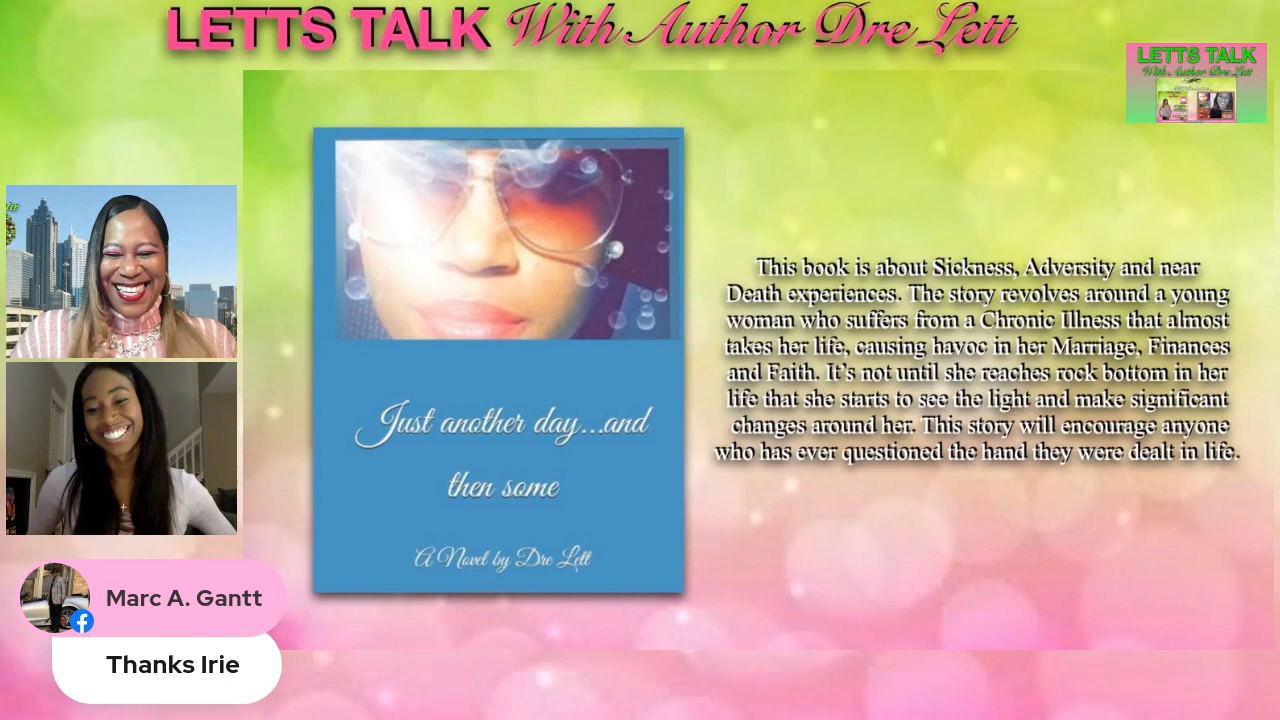 LETTS TALK With Author Dre Lett
LETTS TALK
With Author Dre Lett
This book is about Sickness, Adversity and near
Death experiences. The story revolves around a young
woman who suffers from a Chronic Illness that almost
takes her life, causing havoc in her Marriage, Finances
and Faith. It’s not until she reaches rock bottom in her
life that she starts to see the light and make significant
changes around her. This story will encourage anyone
who has ever questioned the hand they were dealt in life.
Just another day...and
then some
A Novel by Dre Lett
Marc A. Gantt
Thanks Irie